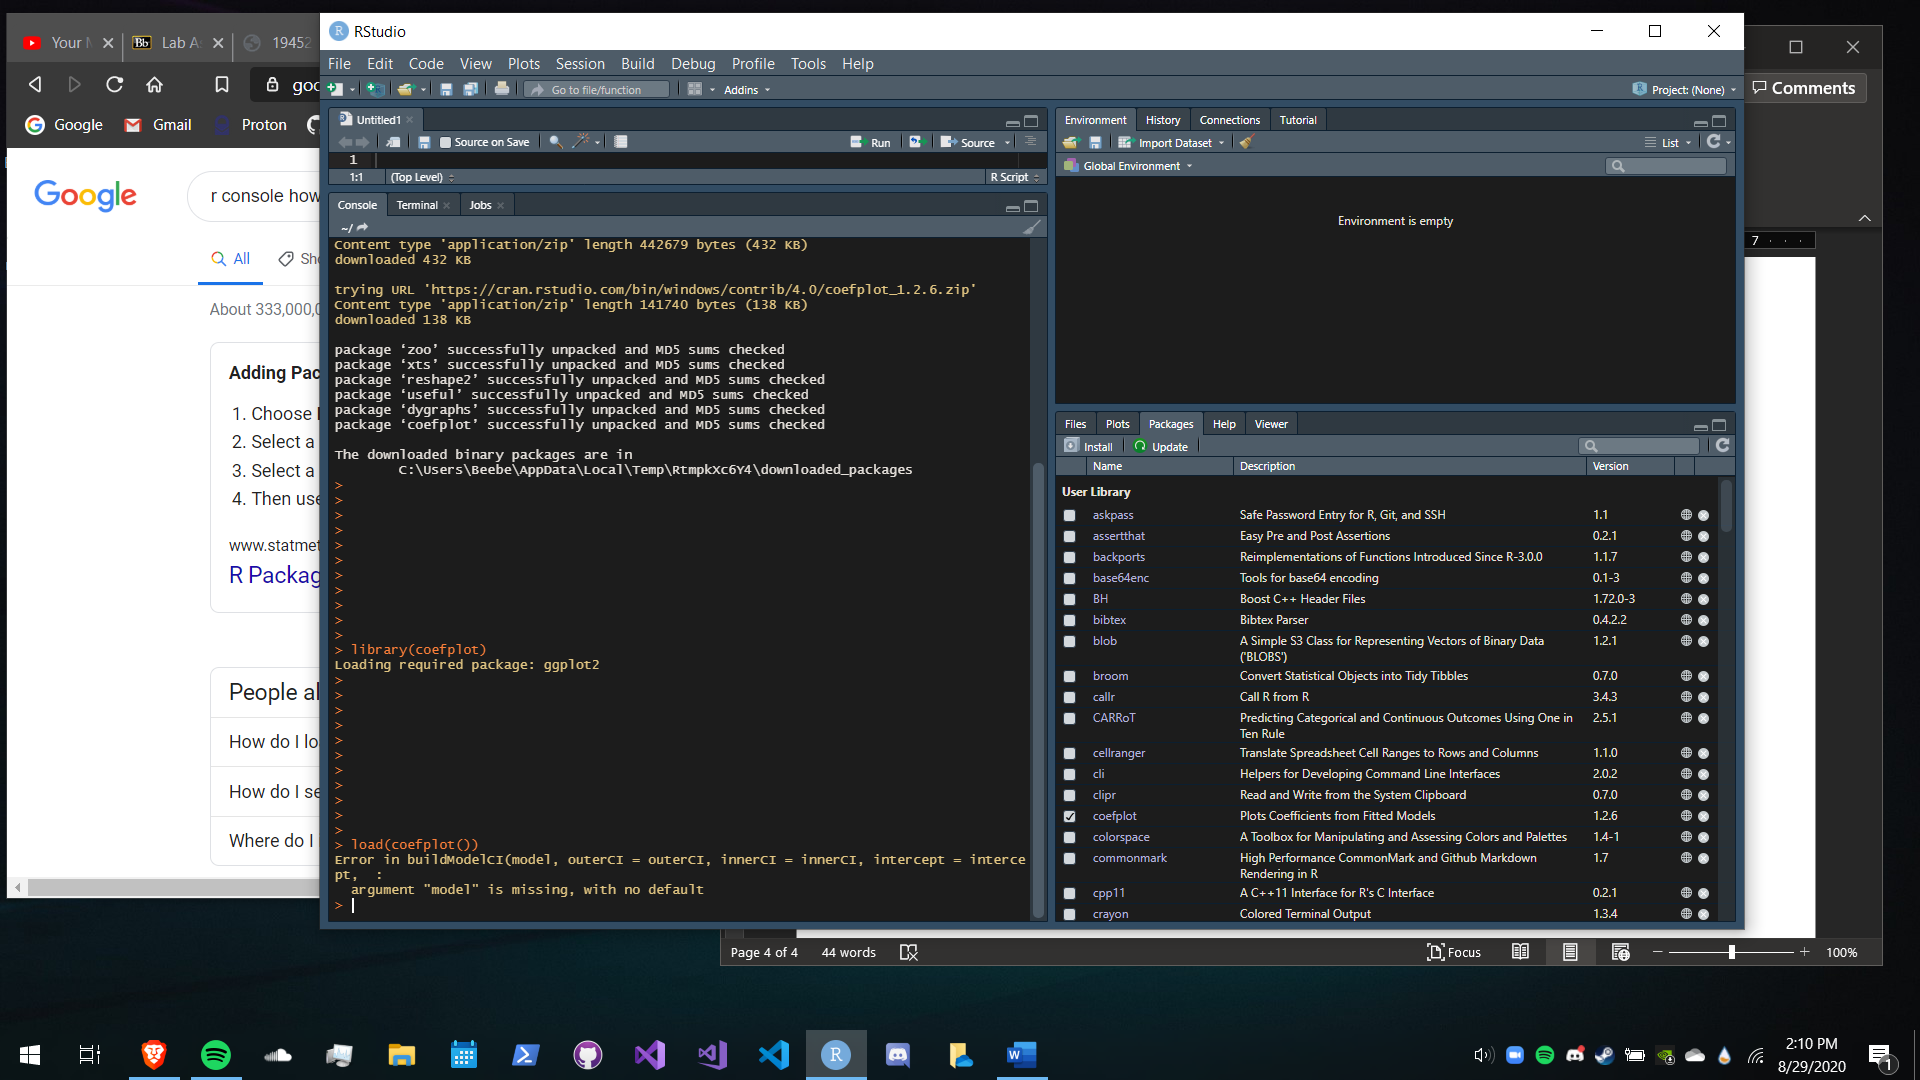 Your
Lab
19452
Google
Gmail
Proton
Google
r console how
All
About 333,000,
Adding Pac
1. Choose
2. Select a
3. Select a
4. Then use
www.statmet
R Packag
People al
How do I lo
How do I se
Where do I
RStudio
File Edit Code View Plots Session Build Debug Profile Tools Help
Go to file/function
Addins
Project: (None)
Untitled1
Source on Save
Run
Source
1
1:1 (Top Level) R Script
Console Terminal Jobs
~/
Content type 'application/zip' length 442679 bytes (432 KB)
downloaded 432 KB
trying URL 'https://cran.rstudio.com/bin/windows/contrib/4.0/coefplot_1.2.6.zip'
Content type 'application/zip' length 141740 bytes (138 KB)
downloaded 138 KB
package ‘zoo’ successfully unpacked and MD5 sums checked
package ‘xts’ successfully unpacked and MD5 sums checked
package ‘reshape2’ successfully unpacked and MD5 sums checked
package ‘useful’ successfully unpacked and MD5 sums checked
package ‘dygraphs’ successfully unpacked and MD5 sums checked
package ‘coefplot’ successfully unpacked and MD5 sums checked
The downloaded binary packages are in
C:\Users\Beebe\AppData\Local\Temp\RtmpkXc6Y4\downloaded_packages
>
>
>
>
>
>
>
>
>
>
>
> library(coefplot)
Loading required package: ggplot2
>
>
>
>
>
>
>
>
>
>
>
> load(coefplot())
Error in buildModelCI(model, outerCI = outerCI, innerCI = innerCI, intercept = interce
pt,  :
argument "model" is missing, with no default
>
Environment History Connections Tutorial
Import Dataset
List
Global Environment
Environment is empty
Files Plots Packages Help Viewer
Install Update
Name Description Version
User Library
askpass Safe Password Entry for R, Git, and SSH 1.1
assertthat Easy Pre and Post Assertions 0.2.1
backports Reimplementations of Functions Introduced Since R-3.0.0 1.1.7
base64enc Tools for base64 encoding 0.1-3
BH Boost C++ Header Files 1.72.0-3
bibtex Bibtex Parser 0.4.2.2
blob A Simple S3 Class for Representing Vectors of Binary Data 1.2.1
('BLOBS')
broom Convert Statistical Objects into Tidy Tibbles 0.7.0
callr Call R from R 3.4.3
CARRoT Predicting Categorical and Continuous Outcomes Using One in 2.5.1
Ten Rule
cellranger Translate Spreadsheet Cell Ranges to Rows and Columns 1.1.0
cli Helpers for Developing Command Line Interfaces 2.0.2
clipr Read and Write from the System Clipboard 0.7.0
coefplot Plots Coefficients from Fitted Models 1.2.6
colorspace A Toolbox for Manipulating and Assessing Colors and Palettes 1.4-1
commonmark High Performance CommonMark and Github Markdown 1.7
Rendering in R
cpp11 A C++11 Interface for R's C Interface 0.2.1
crayon Colored Terminal Output 1.3.4
Comments
7
Page 4 of 4 44 words
Focus
100%
2:10 PM
8/29/2020
1